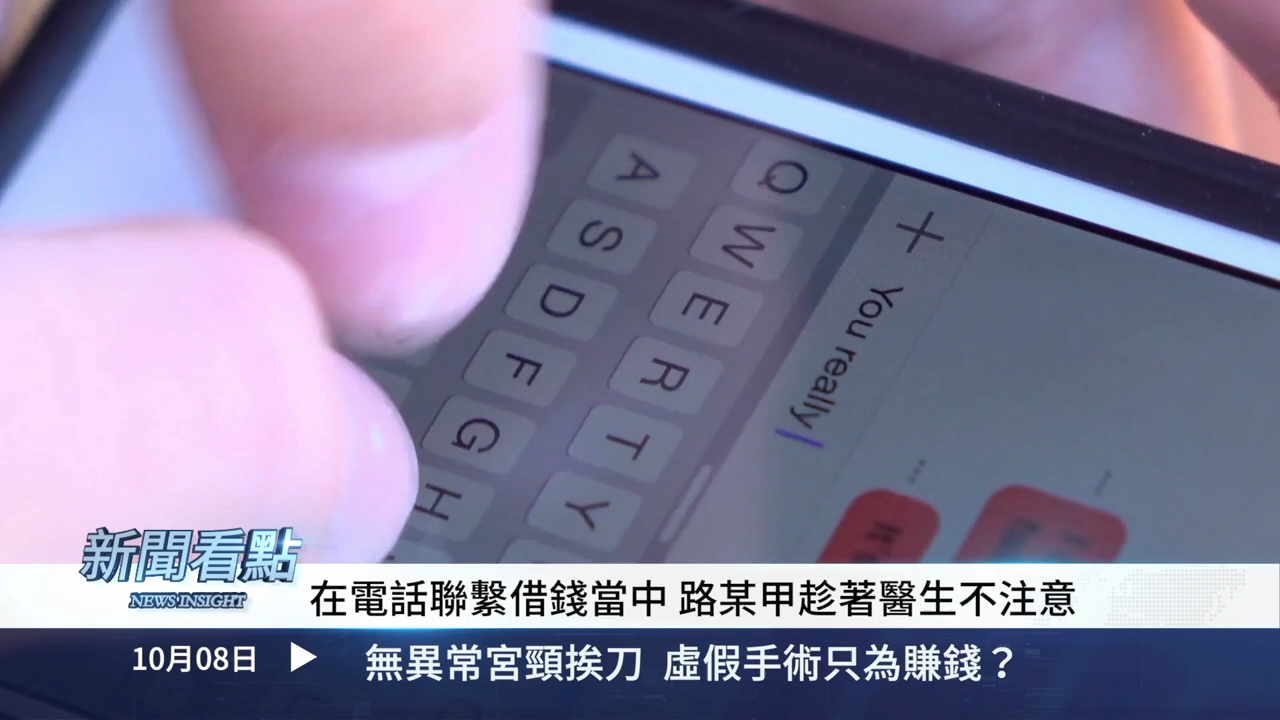 Q
W
E
R
T
Y
A
S
D
F
G
H
You really
新聞看點
NEWS INSIGHT
在電話聯繫借錢當中 路某甲趁著醫生不注意
10月08日
無異常宮頸挨刀 虛假手術只為賺錢？